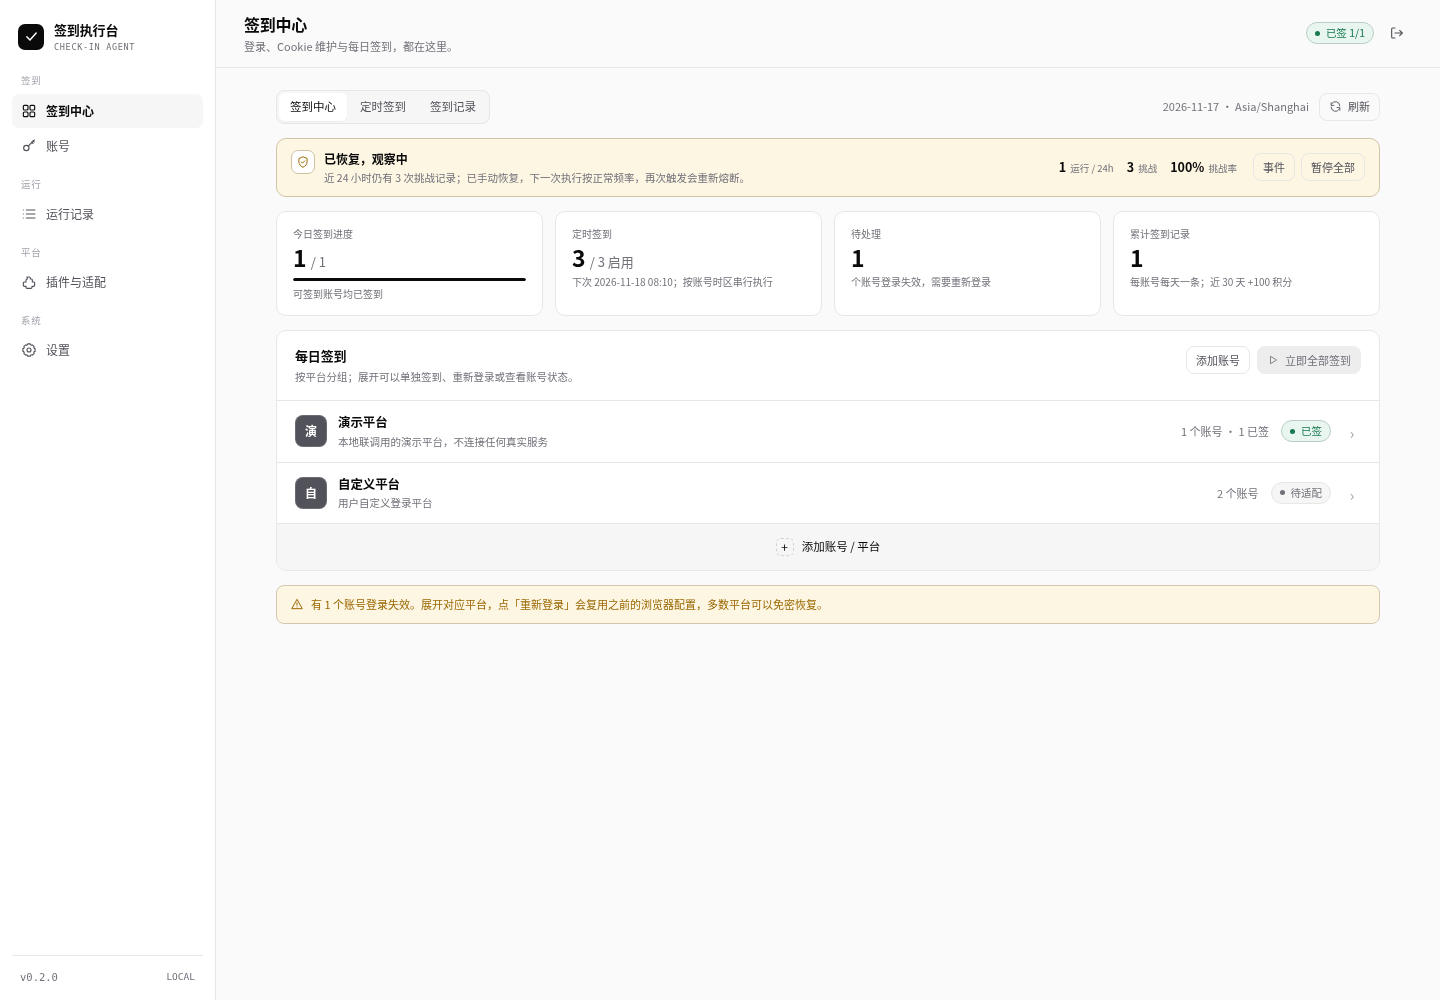 签到执行台
CHECK-IN AGENT
签到
签到中心
账号
运行
运行记录
平台
插件与适配
系统
设置
v0.2.0
LOCAL
签到中心
登录、Cookie 维护与每日签到，都在这里。
已签 1/1
签到中心
定时签到
签到记录
2026-11-17 · Asia/Shanghai
刷新
已恢复，观察中
近 24 小时仍有 3 次挑战记录；已手动恢复，下一次执行按正常频率，再次触发会重新熔断。
1 运行 / 24h
3 挑战
100% 挑战率
事件
暂停全部
今日签到进度
1 / 1
可签到账号均已签到
定时签到
3 / 3 启用
下次 2026-11-18 08:10；按账号时区串行执行
待处理
1
个账号登录失效，需要重新登录
累计签到记录
1
每账号每天一条；近 30 天 +100 积分
每日签到
按平台分组；展开可以单独签到、重新登录或查看账号状态。
添加账号
立即全部签到
演
演示平台
本地联调用的演示平台，不连接任何真实服务
1 个账号 · 1 已签
已签
自
自定义平台
用户自定义登录平台
2 个账号
待适配
+ 添加账号 / 平台
有 1 个账号登录失效。展开对应平台，点「重新登录」会复用之前的浏览器配置，多数平台可以免密恢复。